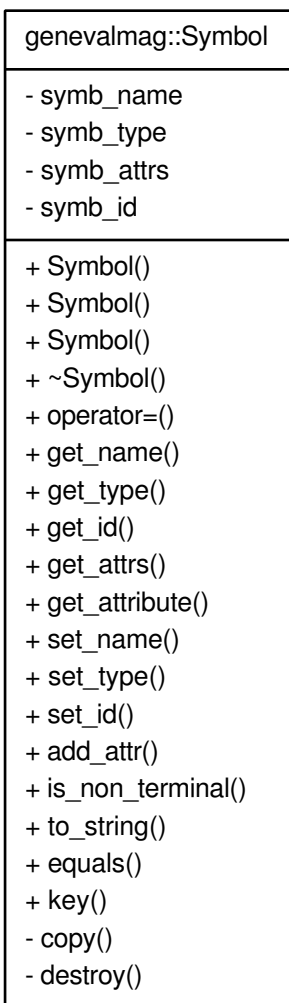 genevalmag::Symbol
- symb_name
- symb_type
- symb_attrs
- symb_id
+ Symbol()
+ Symbol()
+ Symbol()
+ ~Symbol()
+ operator=()
+ get_name()
+ get_type()
+ get_id()
+ get_attrs()
+ get_attribute()
+ set_name()
+ set_type()
+ set_id()
+ add_attr()
+ is_non_terminal()
+ to_string()
+ equals()
+ key()
- copy()
- destroy()